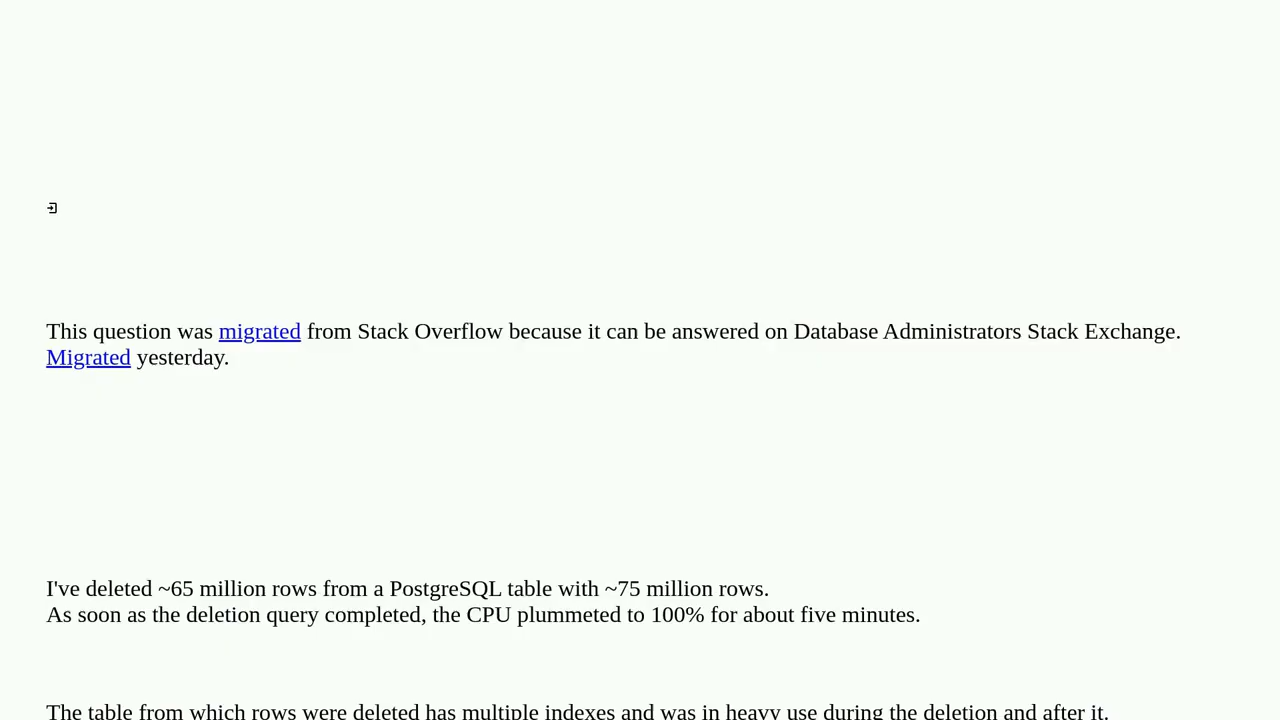 This question was migrated from Stack Overflow because it can be answered on Database Administrators Stack Exchange.
Migrated yesterday.
I've deleted ~65 million rows from a PostgreSQL table with ~75 million rows.
As soon as the deletion query completed, the CPU plummeted to 100% for about five minutes.
The table from which rows were deleted has multiple indexes and was in heavy use during the deletion and after it.